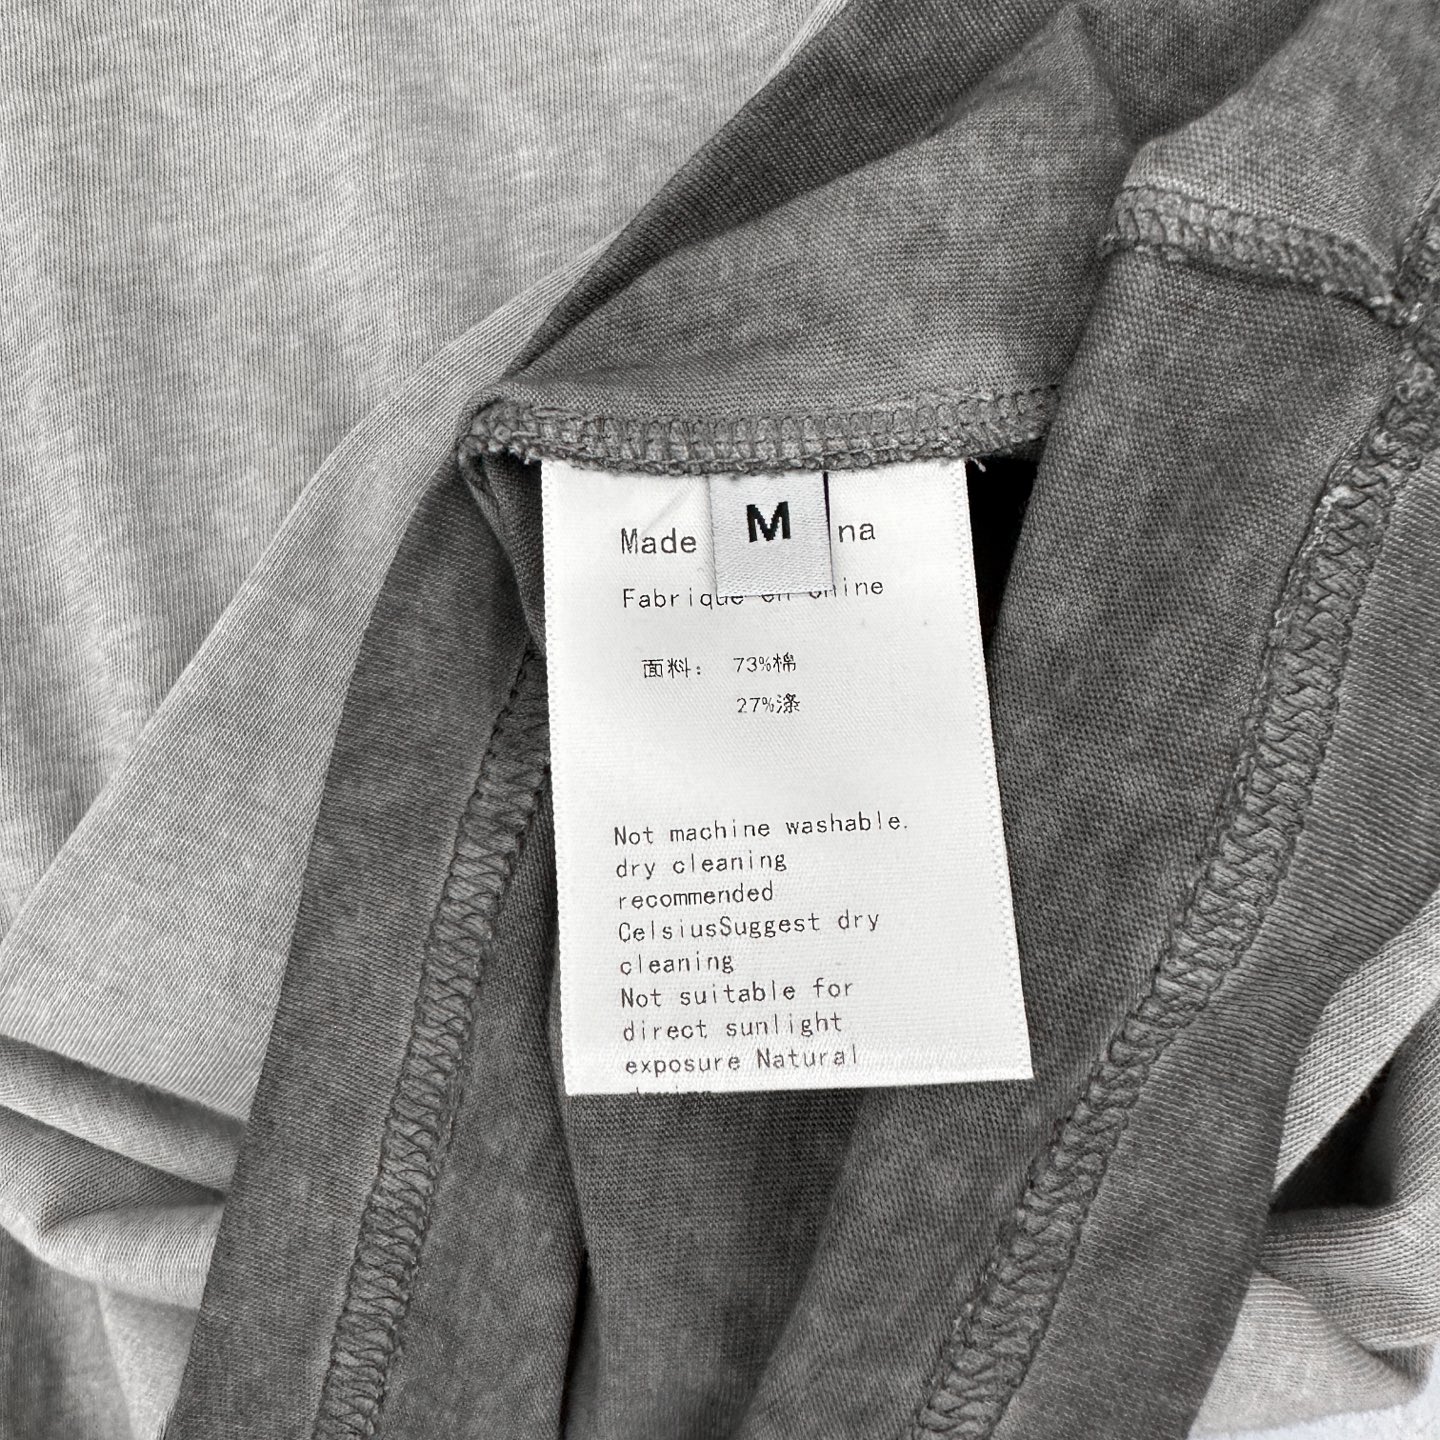 M
Made na
Fabrique en Chine
面料： 73%棉
27%涤
Not machine washable.
dry cleaning
recommended
CelsiusSuggest dry
cleaning
Not suitable for
direct sunlight
exposure Natural